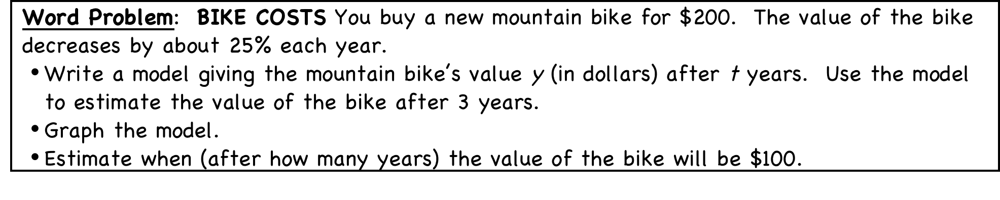 Word Problem: BIKE COSTS You buy a new mountain bike for $200. The value of the bike
decreases by about 25% each year.
• Write a model giving the mountain bike's value y (in dollars) after t years. Use the model
to estimate the value of the bike after 3 years.
• Graph the model.
• Estimate when (after how many years) the value of the bike will be $100.